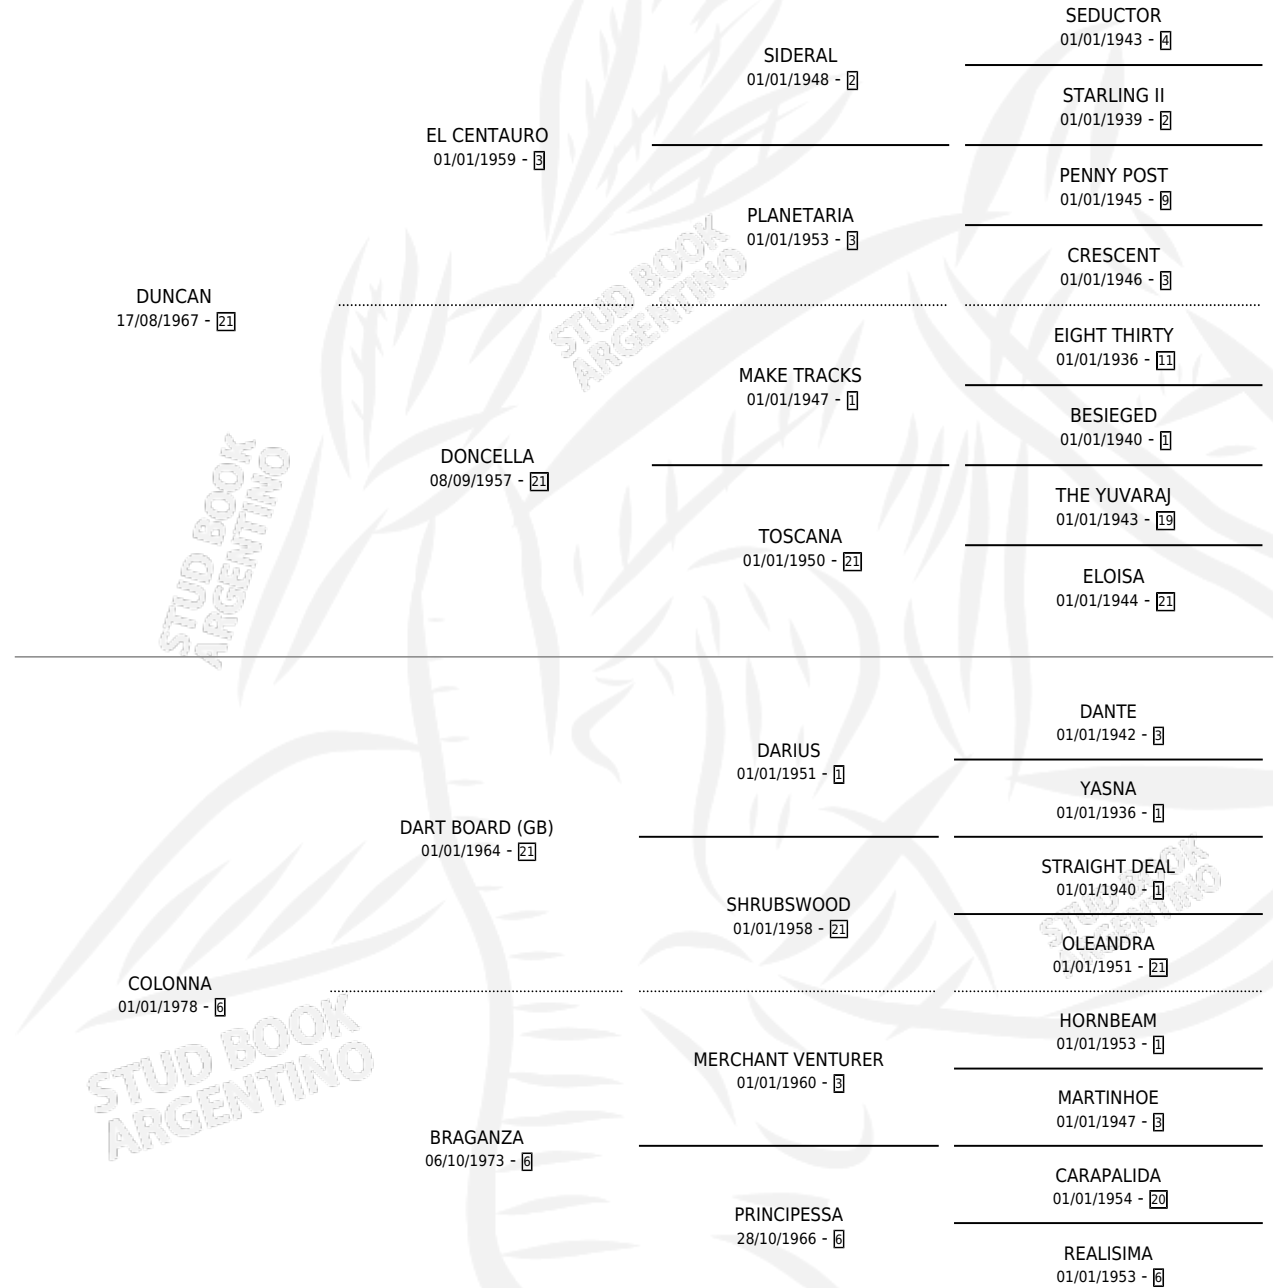 SEDUCTOR
01/01/1943 - 4
SIDERAL
01/01/1948 - 2
STARLING II
01/01/1939 - 2
EL CENTAURO
01/01/1959 - 3
PENNY POST
01/01/1945 - 9
PLANETARIA
01/01/1953 - 3
CRESCENT
01/01/1946 - 3
DUNCAN
17/08/1967 - 21
EIGHT THIRTY
01/01/1936 - 11
MAKE TRACKS
01/01/1947 - 1
BESIEGED
01/01/1940 - 1
DONCELLA
08/09/1957 - 21
THE YUVARAJ
01/01/1943 - 19
TOSCANA
01/01/1950 - 21
ELOISA
01/01/1944 - 21
STUD BOOK
ARGENTINO
STUD BOOK
ARGENTINO
DANTE
01/01/1942 - 3
DARIUS
01/01/1951 - 1
YASNA
01/01/1936 - 1
DART BOARD (GB)
01/01/1964 - 21
STRAIGHT DEAL
01/01/1940 - 1
SHRUBSWOOD
01/01/1958 - 21
OLEANDRA
01/01/1951 - 21
COLONNA
01/01/1978 - 6
HORNBEAM
01/01/1953 - 1
MERCHANT VENTURER
01/01/1960 - 3
MARTINHOE
01/01/1947 - 3
BRAGANZA
06/10/1973 - 6
CARAPALIDA
01/01/1954 - 20
PRINCIPESSA
28/10/1966 - 6
REALISIMA
01/01/1953 - 6
STUD BOOK
ARGENTINO
STUD BOOK
ARGENTINO